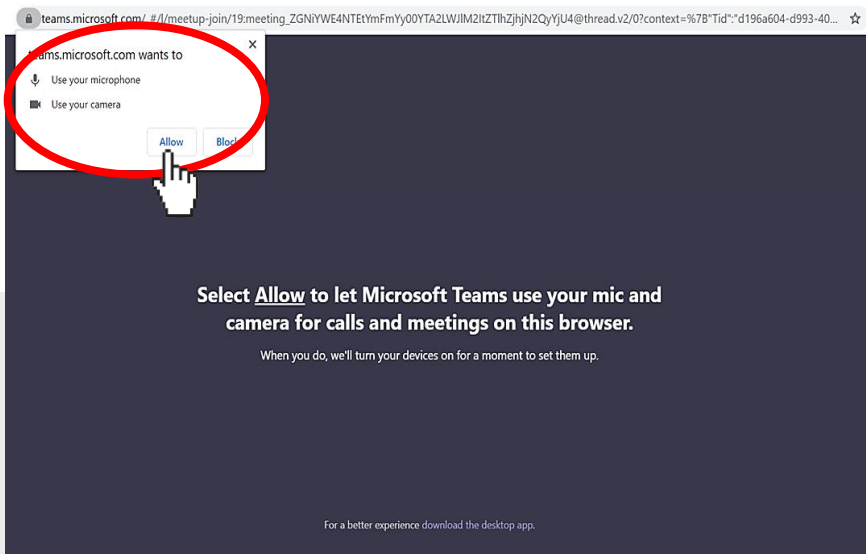 teams.microsoft.com/_#/l/meetup-join/19:meeting_ZGNiYWE4NTEtYmFmYy00YTA2LWJlM2ItZTlhZjhjN2QyYjU4@thread.v2/0?context=%7B"Tid":"d196a604-d993-40...
teams.microsoft.com wants to
Use your microphone
Use your camera
Allow Block
Select Allow to let Microsoft Teams use your mic and
camera for calls and meetings on this browser.
When you do, we'll turn your devices on for a moment to set them up.
For a better experience download the desktop app.